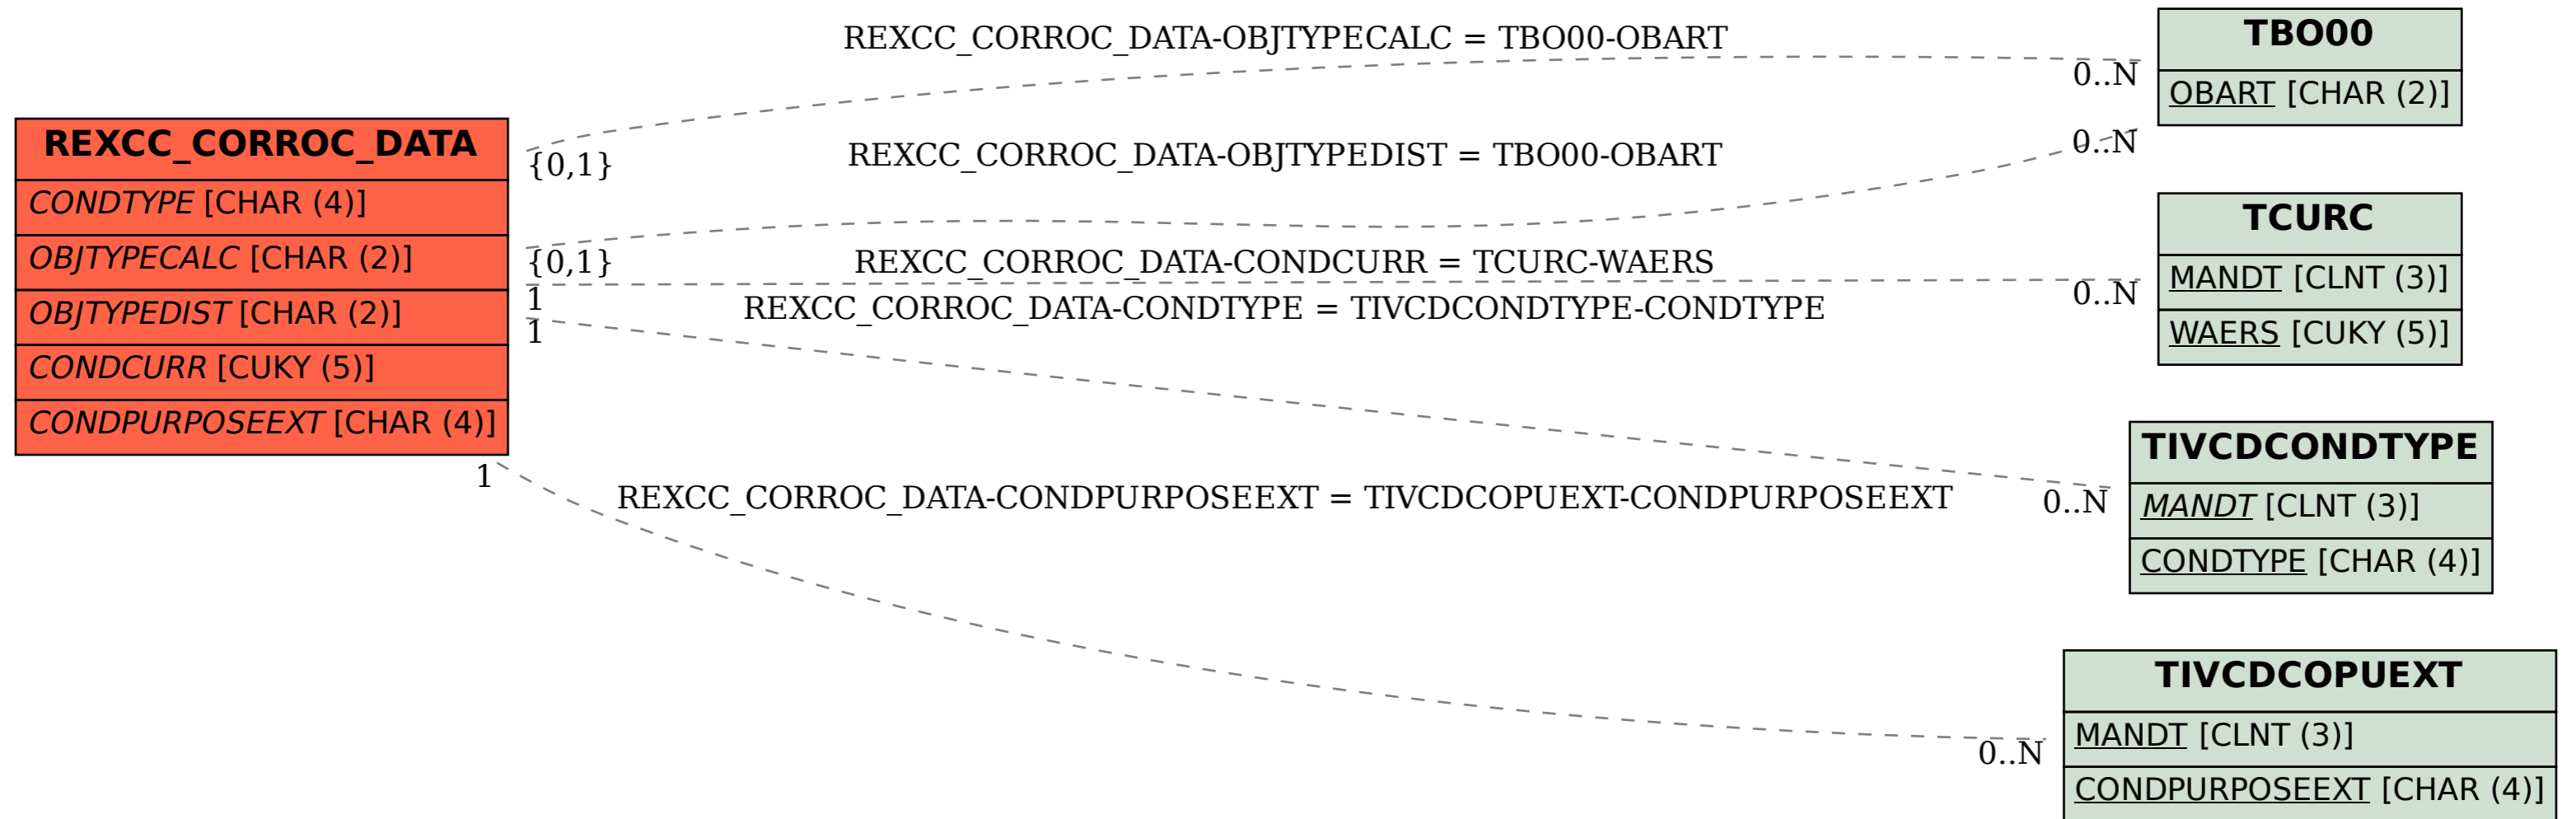 REXCC_CORROC_DATA
CONDTYPE [CHAR (4)]
OBJTYPECALC [CHAR (2)]
OBJTYPEDIST [CHAR (2)]
CONDCURR [CUKY (5)]
CONDPURPOSEEXT [CHAR (4)]
REXCC_CORROC_DATA-OBJTYPECALC = TBO00-OBART
{0,1}
0..N
REXCC_CORROC_DATA-OBJTYPEDIST = TBO00-OBART
{0,1}
0..N
REXCC_CORROC_DATA-CONDCURR = TCURC-WAERS
1
0..N
REXCC_CORROC_DATA-CONDTYPE = TIVCDCONDTYPE-CONDTYPE
1
0..N
REXCC_CORROC_DATA-CONDPURPOSEEXT = TIVCDCOPUEXT-CONDPURPOSEEXT
1
0..N
TBO00
OBART [CHAR (2)]
TCURC
MANDT [CLNT (3)]
WAERS [CUKY (5)]
TIVCDCONDTYPE
MANDT [CLNT (3)]
CONDTYPE [CHAR (4)]
TIVCDCOPUEXT
MANDT [CLNT (3)]
CONDPURPOSEEXT [CHAR (4)]